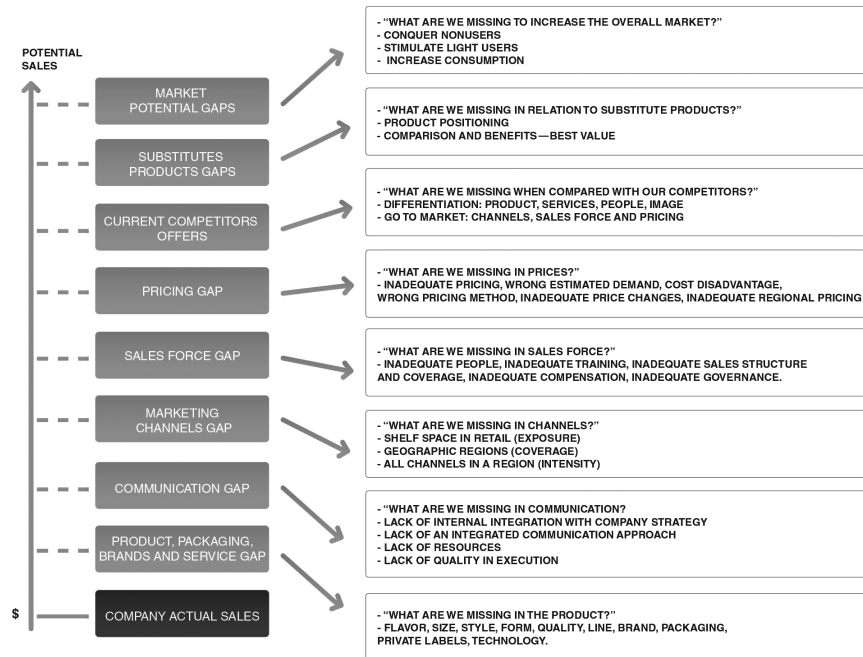 POTENTIAL
SALES
MARKET
POTENTIAL GAPS
- “WHAT ARE WE MISSING TO INCREASE THE OVERALL MARKET?”
- CONQUER NONUSERS
- STIMULATE LIGHT USERS
- INCREASE CONSUMPTION
SUBSTITUTES
PRODUCTS GAPS
- “WHAT ARE WE MISSING IN RELATION TO SUBSTITUTE PRODUCTS?”
- PRODUCT POSITIONING
- COMPARISON AND BENEFITS—BEST VALUE
CURRENT COMPETITORS
OFFERS
- “WHAT ARE WE MISSING WHEN COMPARED WITH OUR COMPETITORS?”
- DIFFERENTIATION: PRODUCT, SERVICES, PEOPLE, IMAGE
- GO TO MARKET: CHANNELS, SALES FORCE AND PRICING
PRICING GAP
- “WHAT ARE WE MISSING IN PRICES?”
- INADEQUATE PRICING, WRONG ESTIMATED DEMAND, COST DISADVANTAGE,
WRONG PRICING METHOD, INADEQUATE PRICE CHANGES, INADEQUATE REGIONAL PRICING
SALES FORCE GAP
- “WHAT ARE WE MISSING IN SALES FORCE?”
- INADEQUATE PEOPLE, INADEQUATE TRAINING, INADEQUATE SALES STRUCTURE
AND COVERAGE, INADEQUATE COMPENSATION, INADEQUATE GOVERNANCE.
MARKETING
CHANNELS GAP
- “WHAT ARE WE MISSING IN CHANNELS?”
- SHELF SPACE IN RETAIL (EXPOSURE)
- GEOGRAPHIC REGIONS (COVERAGE)
- ALL CHANNELS IN A REGION (INTENSITY)
COMMUNICATION GAP
- “WHAT ARE WE MISSING IN COMMUNICATION?
- LACK OF INTERNAL INTEGRATION WITH COMPANY STRATEGY
- LACK OF AN INTEGRATED COMMUNICATION APPROACH
- LACK OF RESOURCES
- LACK OF QUALITY IN EXECUTION
PRODUCT, PACKAGING,
BRANDS AND SERVICE GAP
- “WHAT ARE WE MISSING IN THE PRODUCT?”
- FLAVOR, SIZE, STYLE, FORM, QUALITY, LINE, BRAND, PACKAGING,
PRIVATE LABELS, TECHNOLOGY.
$
COMPANY ACTUAL SALES